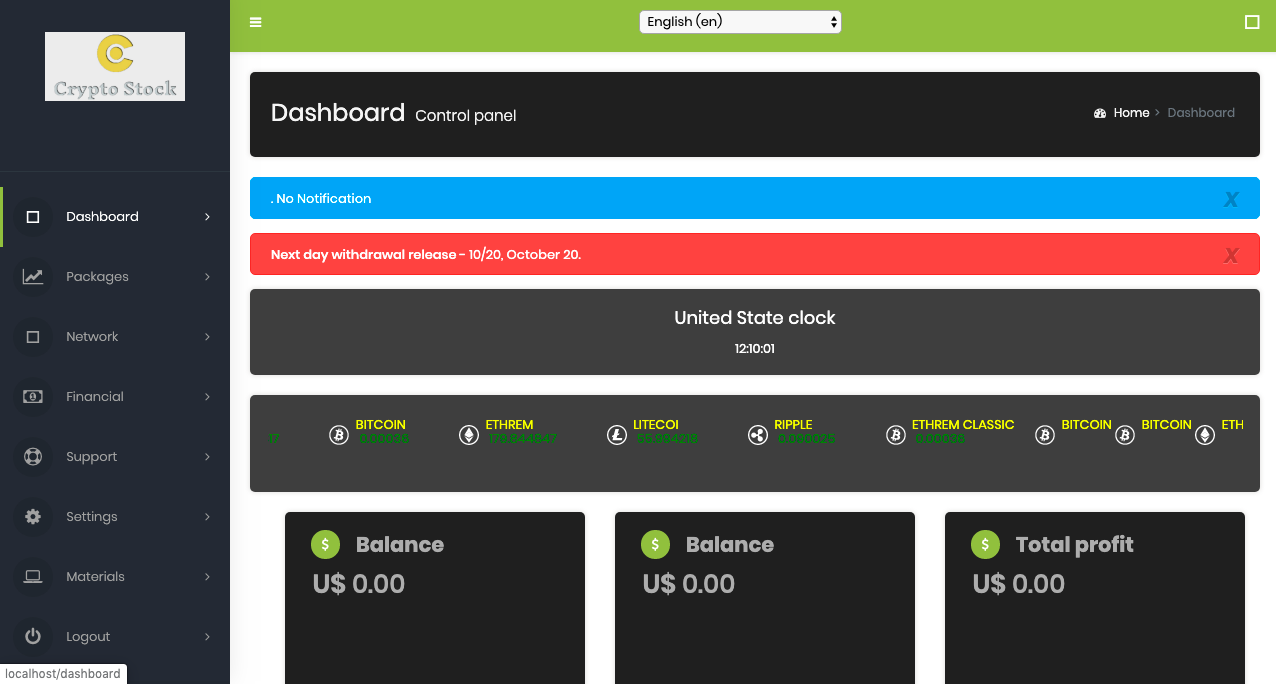 Crypto Stock
English (en)
Dashboard Control panel
Home > Dashboard
. No Notification
X
Next day withdrawal release - 10/20, October 20.
X
United State clock
12:10:01
BITCOIN ETHREM LITECOI RIPPLE ETHREM CLASSIC BITCOIN BITCOIN ETH
17 0.00036 179.844847 55.994218 0.000025 0.00036
$ Balance
U$ 0.00
$ Balance
U$ 0.00
$ Total profit
U$ 0.00
Dashboard
Packages
Network
Financial
Support
Settings
Materials
Logout
localhost/dashboard